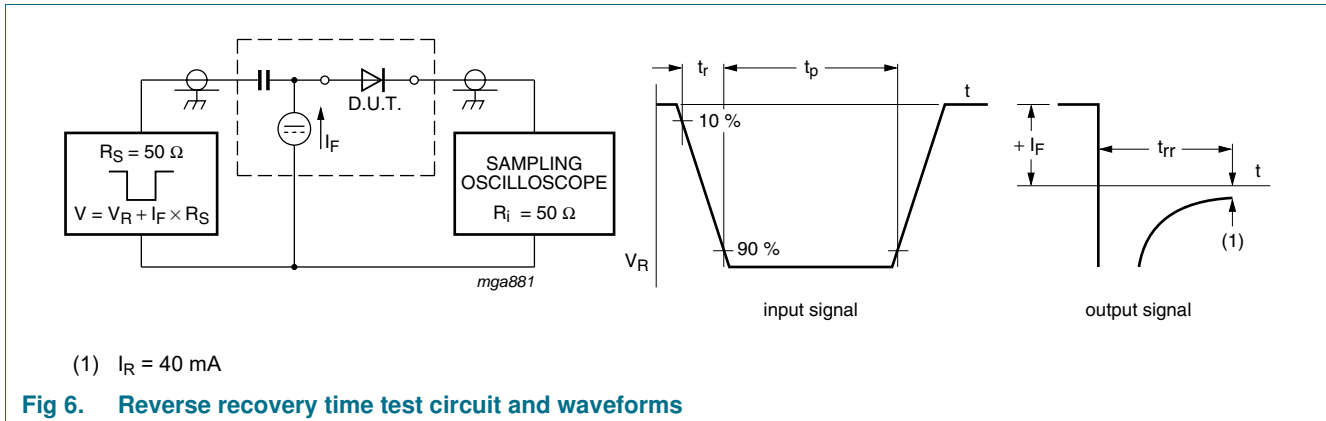 D.U.T.
I_F
R_S = 50 Ω
V = V_R + I_F × R_S
SAMPLING
OSCILLOSCOPE
R_i = 50 Ω
mga881
t_r
t_p
t
10 %
90 %
V_R
input signal
+ I_F
t_rr
t
(1)
output signal
(1) I_R = 40 mA
Fig 6. Reverse recovery time test circuit and waveforms